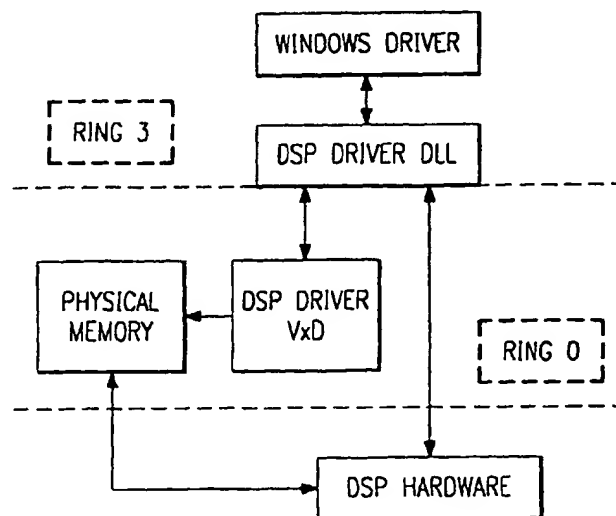 WINDOWS DRIVER
RING 3
DSP DRIVER DLL
PHYSICAL
MEMORY
DSP DRIVER
VxD
RING 0
DSP HARDWARE